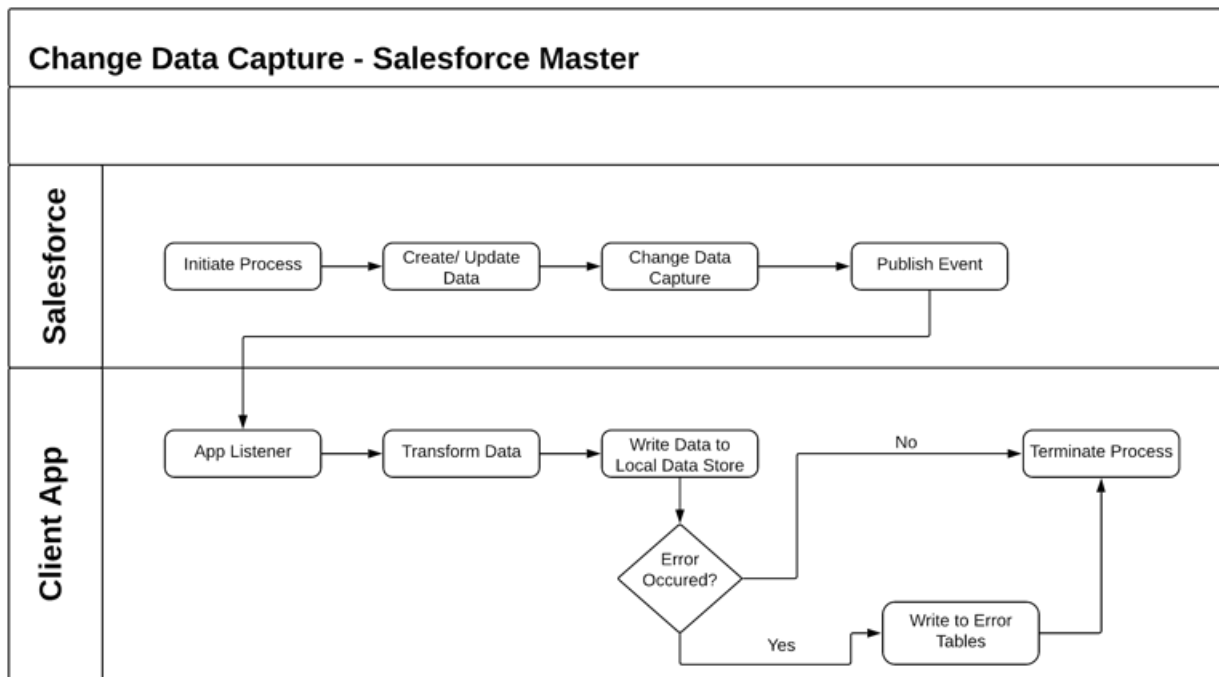 Change Data Capture - Salesforce Master
Salesforce
Initiate Process
Create/ Update
Data
Change Data
Capture
Publish Event
Client App
App Listener
Transform Data
Write Data to
Local Data Store
No
Terminate Process
Error
Occured?
Yes
Write to Error
Tables